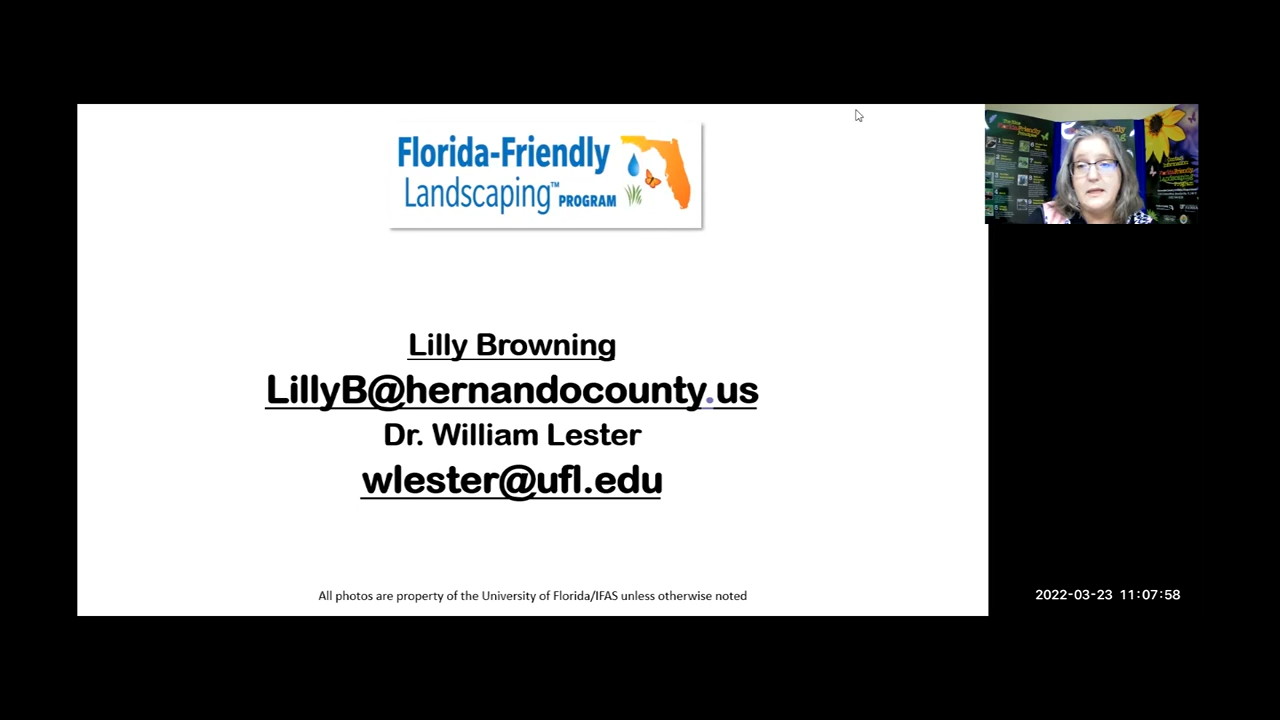 Florida-Friendly
Landscaping™ PROGRAM
Lilly Browning
LillyB@hernandocounty.us
Dr. William Lester
wlester@ufl.edu
All photos are property of the University of Florida/IFAS unless otherwise noted
2022-03-23 11:07:58